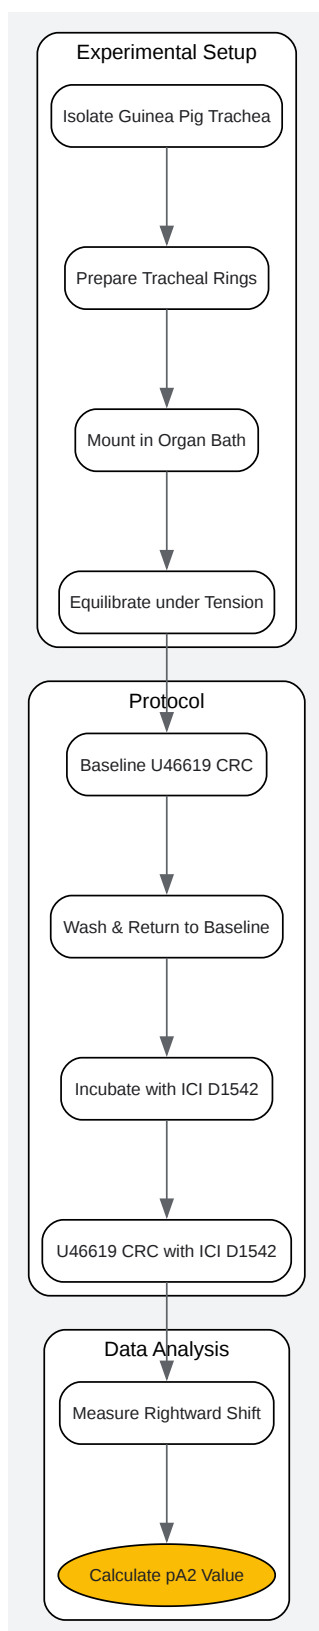 Experimental Setup
Isolate Guinea Pig Trachea
Prepare Tracheal Rings
Mount in Organ Bath
Equilibrate under Tension
Protocol
Baseline U46619 CRC
Wash & Return to Baseline
Incubate with ICI D1542
U46619 CRC with ICI D1542
Data Analysis
Measure Rightward Shift
Calculate pA2 Value